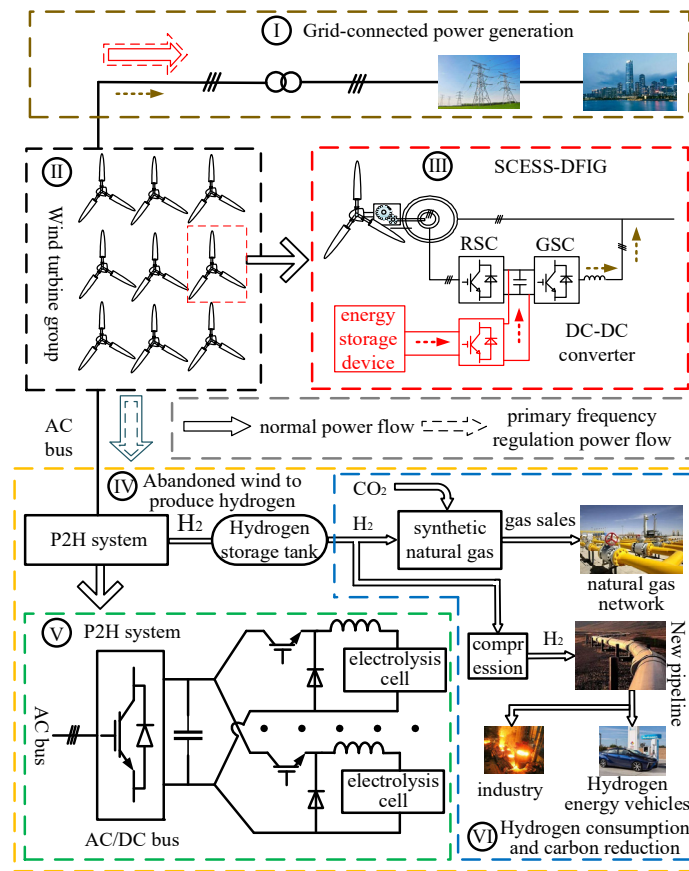 I Grid-connected power generation
II
Wind turbine group
III SCESS-DFIG
RSC GSC
energy
storage
device
DC-DC
converter
AC
bus
normal power flow
primary frequency
regulation power flow
IV Abandoned wind to
produce hydrogen
P2H system
H2
Hydrogen
storage tank
H2
CO2
synthetic
natural gas
gas sales
natural gas
network
compr
ession
H2
New pipeline
industry
Hydrogen
energy vehicles
VI Hydrogen consumption
and carbon reduction
V P2H system
AC bus
AC/DC bus
electrolysis
cell
electrolysis
cell